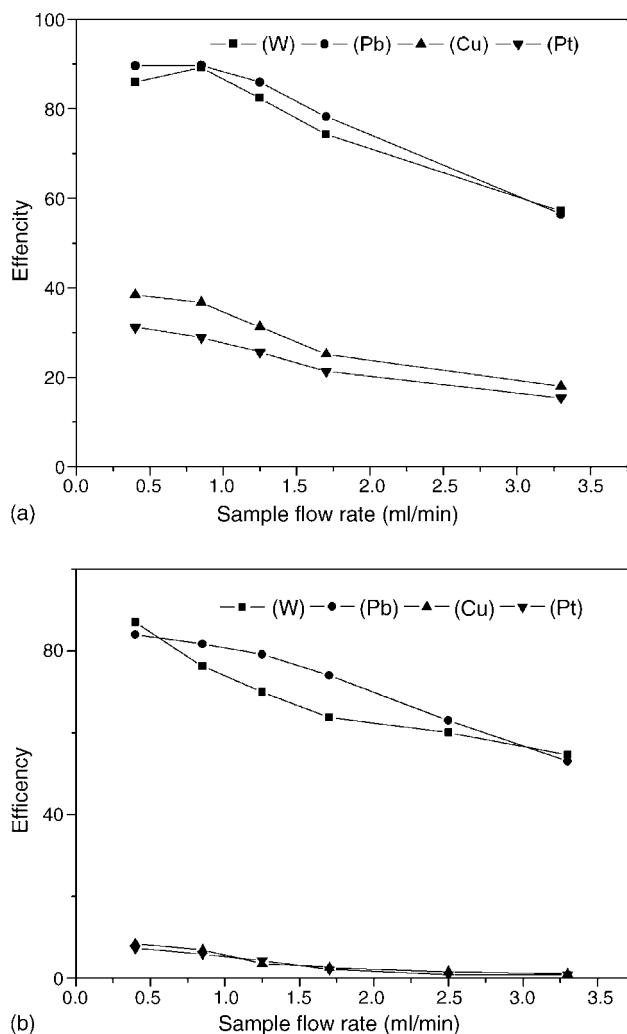 100
(W) (Pb) (Cu) (Pt)
80
60
40
20
0
Effencity
0.0 0.5 1.0 1.5 2.0 2.5 3.0 3.5
(a) Sample flow rate (ml/min)
(W) (Pb) (Cu) (Pt)
80
40
0
Efficency
0.0 0.5 1.0 1.5 2.0 2.5 3.0 3.5
(b) Sample flow rate (ml/min)